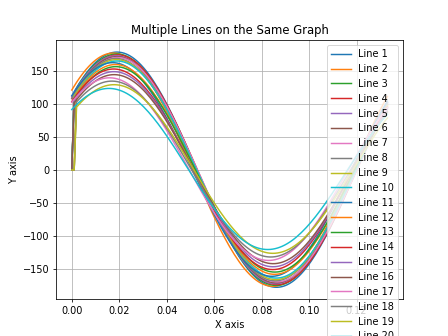 Multiple Lines on the Same Graph
Y axis
150
100
50
0
−50
−100
−150
0.00
0.02
0.04
0.06
0.08
0.10
X axis
Line 1
Line 2
Line 3
Line 4
Line 5
Line 6
Line 7
Line 8
Line 9
Line 10
Line 11
Line 12
Line 13
Line 14
Line 15
Line 16
Line 17
Line 18
Line 19
Line 20